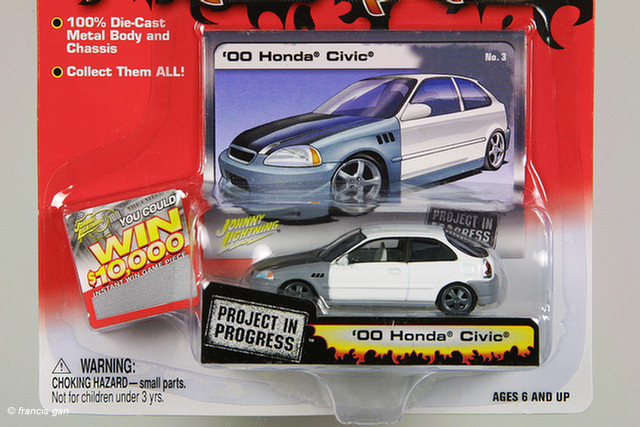 100% Die-Cast
Metal Body and
Chassis
Collect Them ALL!
'00 Honda® Civic®
No. 3
Johnny
Lightning
YOU COULD
WIN
$10,000
INSTANT WIN GAME PIECE
JOHNNY
LIGHTNING
PROJECT IN
PROGRESS
PROJECT IN
PROGRESS
'00 Honda® Civic®
WARNING:
CHOKING HAZARD — small parts.
Not for children under 3 yrs.
AGES 6 AND UP
© francis gan